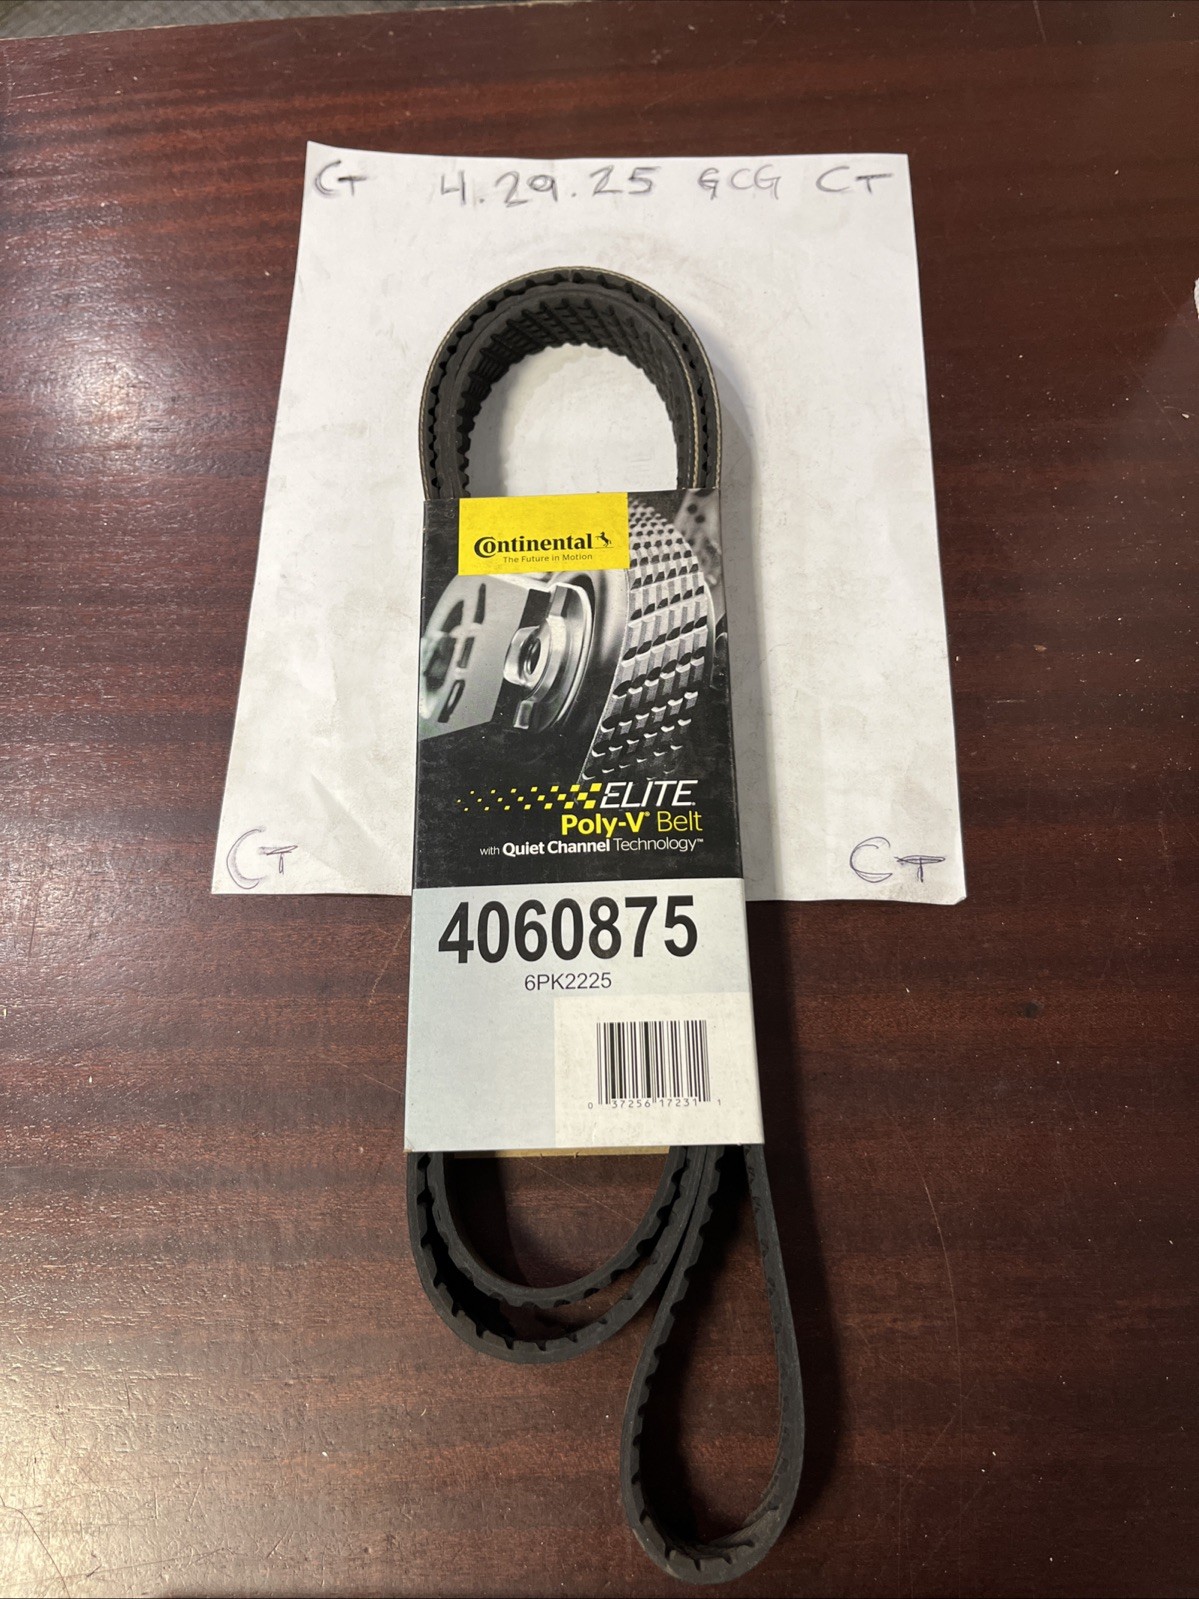 CT 4.29.25 GCG CT
Continental
The Future in Motion
ELITE
Poly-V® Belt
with Quiet Channel Technology™
CT CT
4060875
6PK2225
0 37256 17231 1